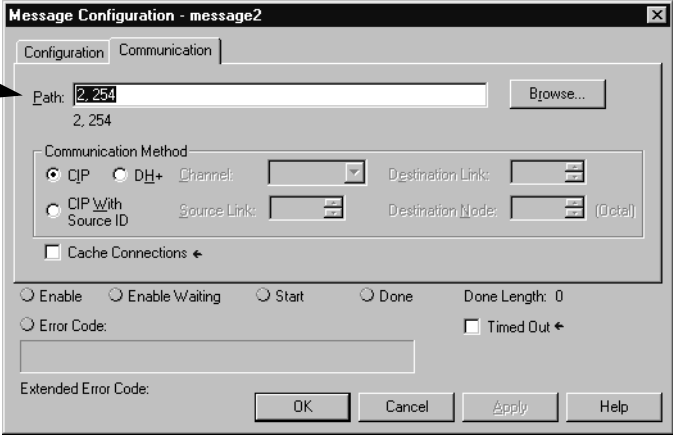 Message Configuration - message2
Configuration Communication
Path: 2, 254 Browse...
2, 254
Communication Method
CIP DH+ Channel: Destination Link:
CIP With Source ID Source Link: Destination Node: (Octal)
Cache Connections ←
Enable Enable Waiting Start Done Done Length: 0
Error Code: Timed Out ←
Extended Error Code:
OK Cancel Apply Help